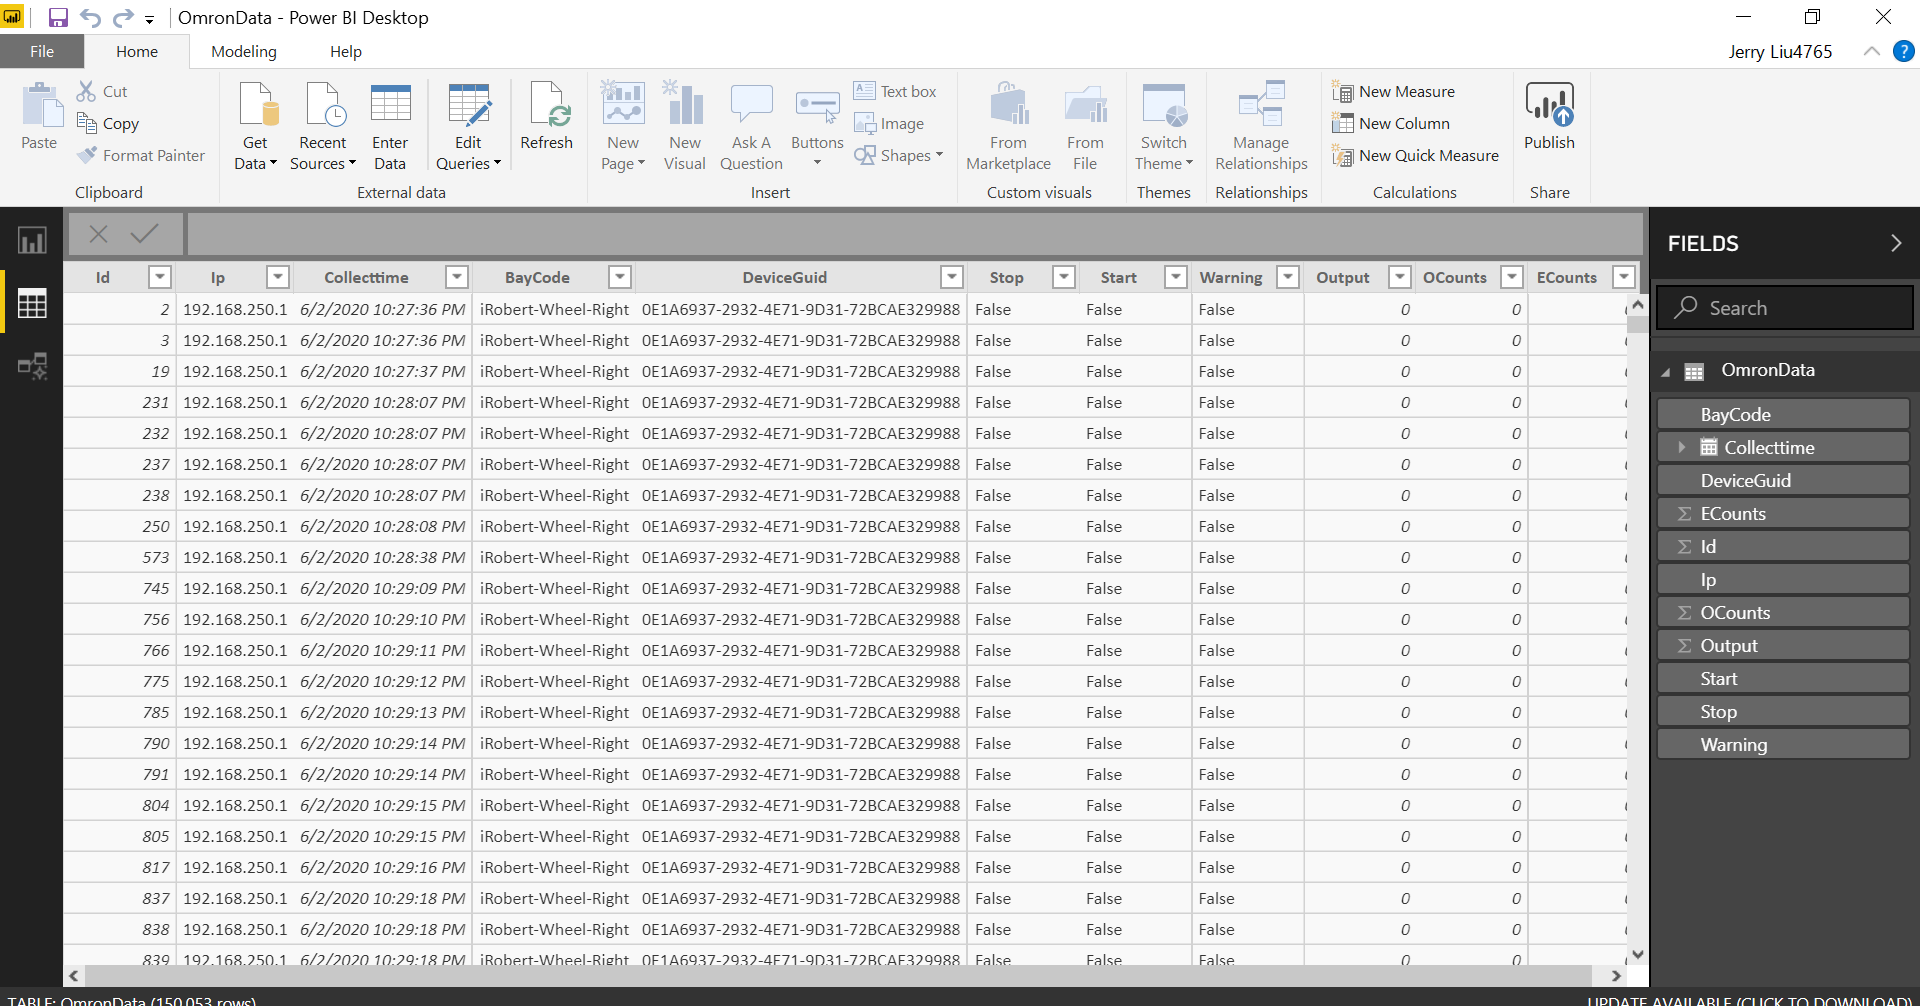 OmronData - Power BI Desktop
File Home Modeling Help Jerry Liu4765
Paste Cut Copy Format Painter
Clipboard
Get Data Recent Sources Enter Data Edit Queries Refresh
External data
New Page New Visual Ask A Question Buttons Text box Image Shapes
Insert
From Marketplace From File
Custom visuals
Switch Theme
Themes
Manage Relationships
Relationships
New Measure
New Column
New Quick Measure
Calculations
Publish
Share
Id Ip Collecttime BayCode DeviceGuid Stop Start Warning Output OCounts ECounts
2 192.168.250.1 6/2/2020 10:27:36 PM iRobert-Wheel-Right 0E1A6937-2932-4E71-9D31-72BCAE329988 False False False 0 0
3 192.168.250.1 6/2/2020 10:27:36 PM iRobert-Wheel-Right 0E1A6937-2932-4E71-9D31-72BCAE329988 False False False 0 0
19 192.168.250.1 6/2/2020 10:27:37 PM iRobert-Wheel-Right 0E1A6937-2932-4E71-9D31-72BCAE329988 False False False 0 0
231 192.168.250.1 6/2/2020 10:28:07 PM iRobert-Wheel-Right 0E1A6937-2932-4E71-9D31-72BCAE329988 False False False 0 0
232 192.168.250.1 6/2/2020 10:28:07 PM iRobert-Wheel-Right 0E1A6937-2932-4E71-9D31-72BCAE329988 False False False 0 0
237 192.168.250.1 6/2/2020 10:28:07 PM iRobert-Wheel-Right 0E1A6937-2932-4E71-9D31-72BCAE329988 False False False 0 0
238 192.168.250.1 6/2/2020 10:28:07 PM iRobert-Wheel-Right 0E1A6937-2932-4E71-9D31-72BCAE329988 False False False 0 0
250 192.168.250.1 6/2/2020 10:28:08 PM iRobert-Wheel-Right 0E1A6937-2932-4E71-9D31-72BCAE329988 False False False 0 0
573 192.168.250.1 6/2/2020 10:28:38 PM iRobert-Wheel-Right 0E1A6937-2932-4E71-9D31-72BCAE329988 False False False 0 0
745 192.168.250.1 6/2/2020 10:29:09 PM iRobert-Wheel-Right 0E1A6937-2932-4E71-9D31-72BCAE329988 False False False 0 0
756 192.168.250.1 6/2/2020 10:29:10 PM iRobert-Wheel-Right 0E1A6937-2932-4E71-9D31-72BCAE329988 False False False 0 0
766 192.168.250.1 6/2/2020 10:29:11 PM iRobert-Wheel-Right 0E1A6937-2932-4E71-9D31-72BCAE329988 False False False 0 0
775 192.168.250.1 6/2/2020 10:29:12 PM iRobert-Wheel-Right 0E1A6937-2932-4E71-9D31-72BCAE329988 False False False 0 0
785 192.168.250.1 6/2/2020 10:29:13 PM iRobert-Wheel-Right 0E1A6937-2932-4E71-9D31-72BCAE329988 False False False 0 0
790 192.168.250.1 6/2/2020 10:29:14 PM iRobert-Wheel-Right 0E1A6937-2932-4E71-9D31-72BCAE329988 False False False 0 0
791 192.168.250.1 6/2/2020 10:29:14 PM iRobert-Wheel-Right 0E1A6937-2932-4E71-9D31-72BCAE329988 False False False 0 0
804 192.168.250.1 6/2/2020 10:29:15 PM iRobert-Wheel-Right 0E1A6937-2932-4E71-9D31-72BCAE329988 False False False 0 0
805 192.168.250.1 6/2/2020 10:29:15 PM iRobert-Wheel-Right 0E1A6937-2932-4E71-9D31-72BCAE329988 False False False 0 0
817 192.168.250.1 6/2/2020 10:29:16 PM iRobert-Wheel-Right 0E1A6937-2932-4E71-9D31-72BCAE329988 False False False 0 0
837 192.168.250.1 6/2/2020 10:29:18 PM iRobert-Wheel-Right 0E1A6937-2932-4E71-9D31-72BCAE329988 False False False 0 0
838 192.168.250.1 6/2/2020 10:29:18 PM iRobert-Wheel-Right 0E1A6937-2932-4E71-9D31-72BCAE329988 False False False 0 0
839 192.168.250.1 6/2/2020 10:29:18 PM iRobert-Wheel-Right 0E1A6937-2932-4E71-9D31-72BCAE329988 False False False 0 0
FIELDS
Search
OmronData
BayCode
Collecttime
DeviceGuid
Σ ECounts
Σ Id
Ip
Σ OCounts
Σ Output
Start
Stop
Warning
TABLE: OmronData (150,053 rows) UPDATE AVAILABLE (CLICK TO DOWNLOAD)